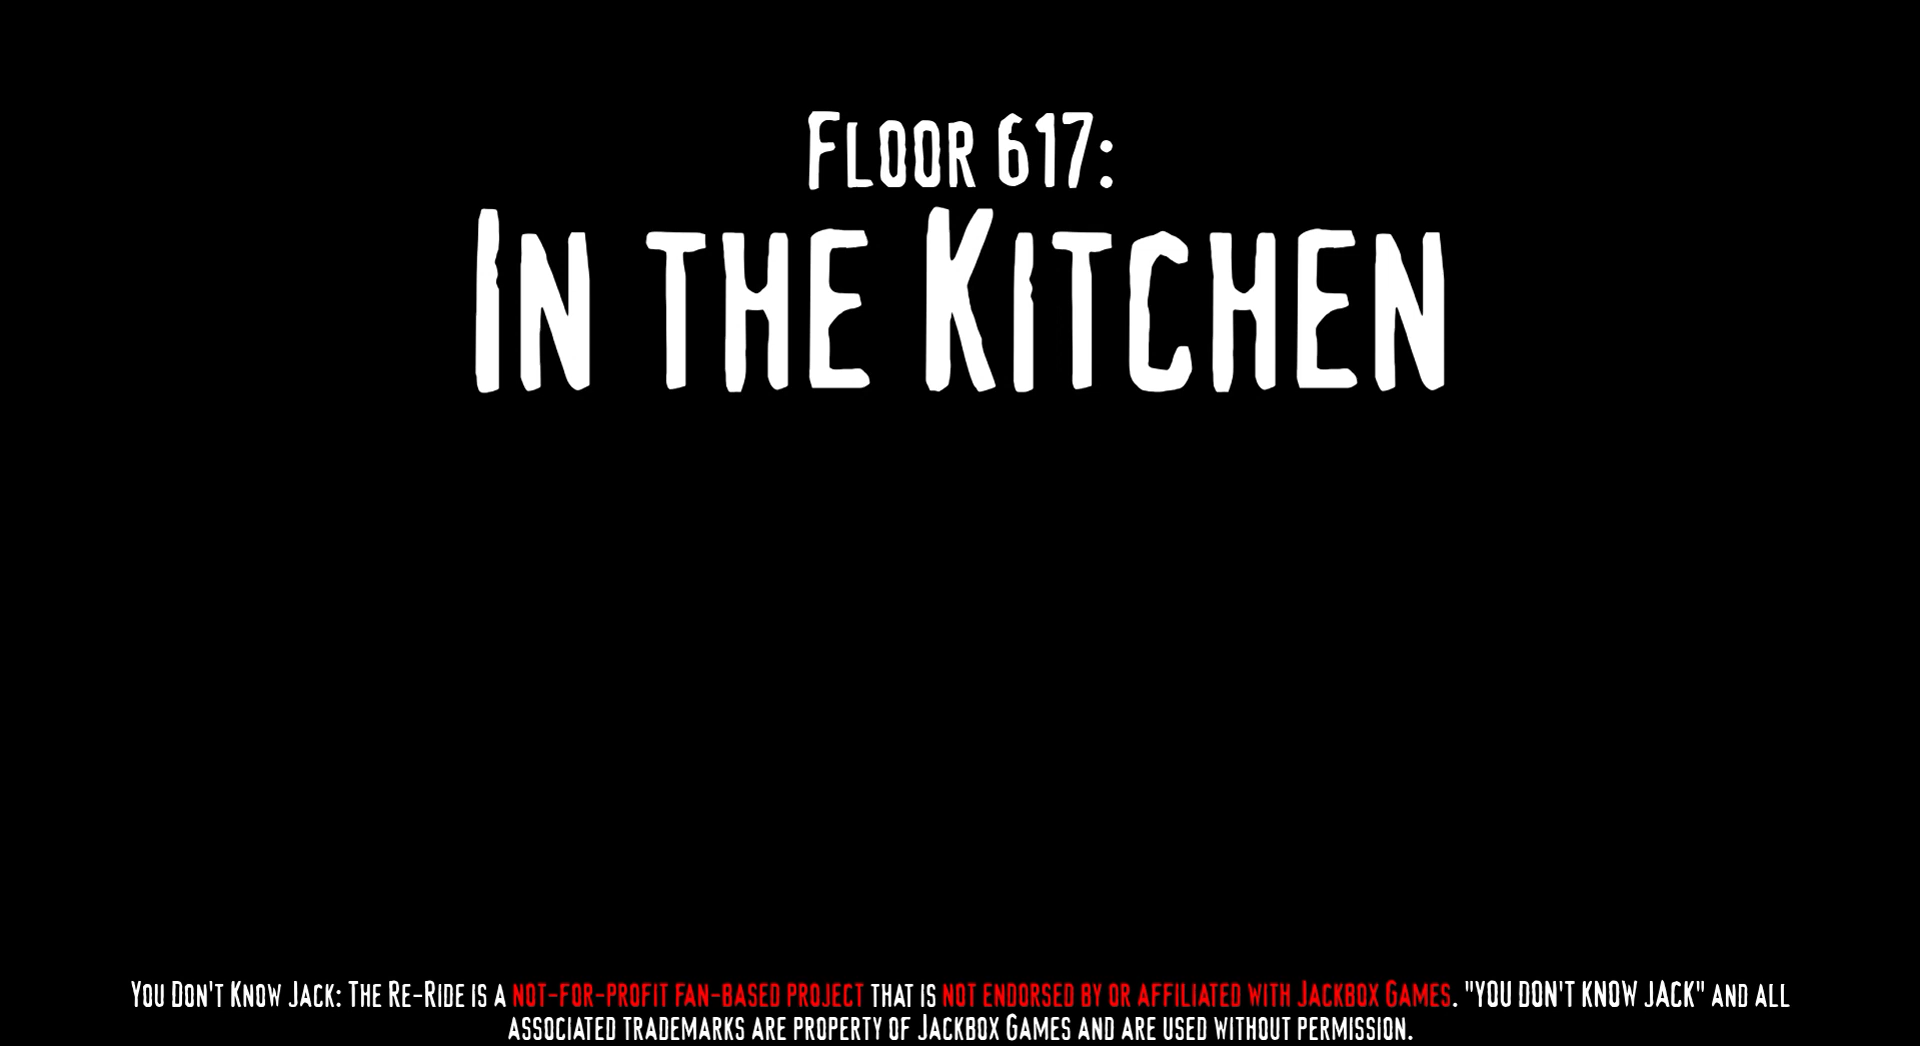 Floor 617:
In the Kitchen
You Don't Know Jack: The Re-Ride is a not-for-profit fan-based project that is not endorsed by or affiliated with Jackbox Games. "YOU DON'T KNOW JACK" and all
associated trademarks are property of Jackbox Games and are used without permission.